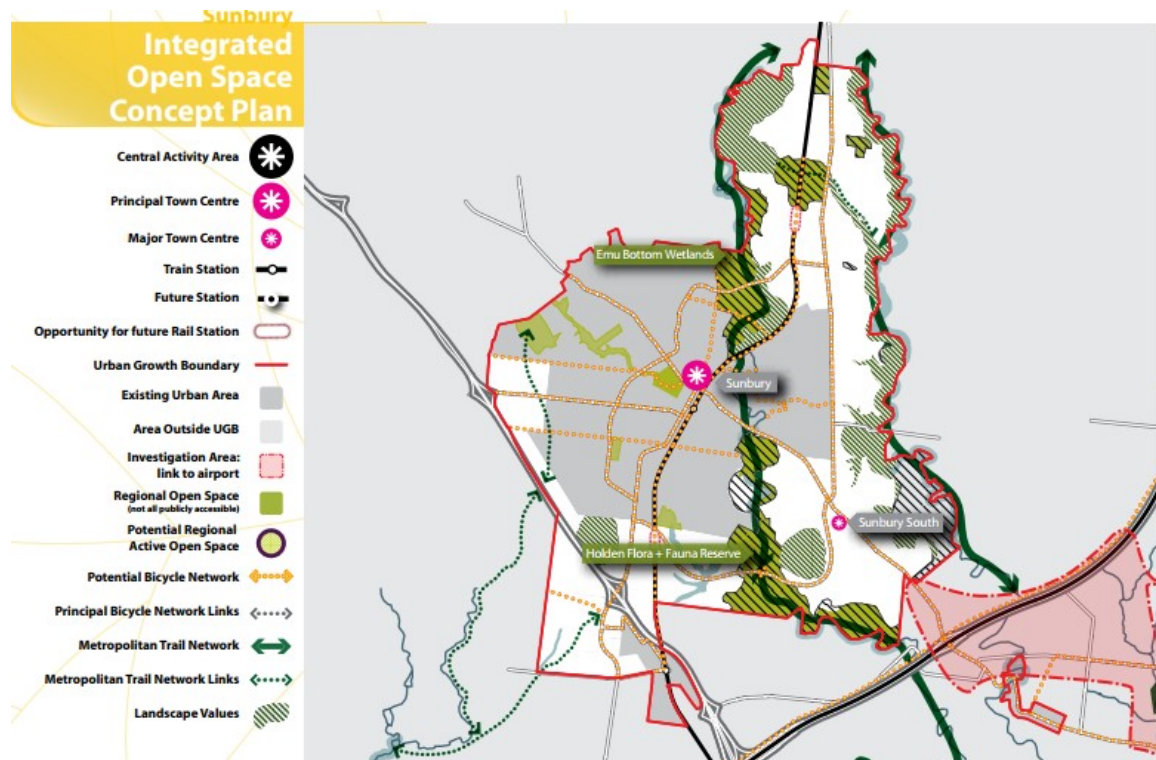 Sunbury
Integrated
Open Space
Concept Plan
Central Activity Area
Principal Town Centre
Major Town Centre
Train Station
Future Station
Opportunity for future Rail Station
Urban Growth Boundary
Existing Urban Area
Area Outside UGB
Investigation Area:
link to airport
Regional Open Space
(not all publicly accessible)
Potential Regional
Active Open Space
Potential Bicycle Network
Principal Bicycle Network Links
Metropolitan Trail Network
Metropolitan Trail Network Links
Landscape Values
Emu Bottom Wetlands
Sunbury
Sunbury South
Holden Flora + Fauna Reserve